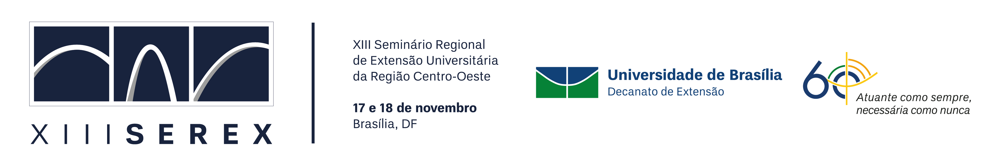 XIII SEREX
XIII Seminário Regional
de Extensão Universitária
da Região Centro-Oeste
17 e 18 de novembro
Brasília, DF
Universidade de Brasília
Decanato de Extensão
60
Atuante como sempre,
necessária como nunca